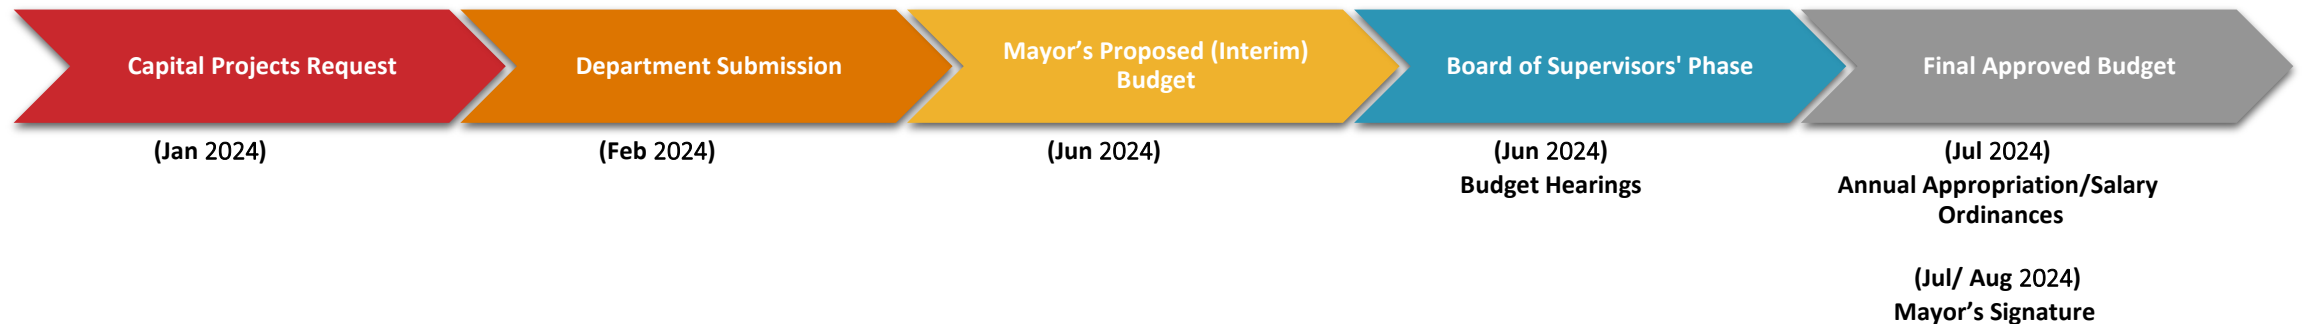 Capital Projects Request
(Jan 2024)
Department Submission
(Feb 2024)
Mayor’s Proposed (Interim)
Budget
(Jun 2024)
Board of Supervisors' Phase
(Jun 2024)
Budget Hearings
Final Approved Budget
(Jul 2024)
Annual Appropriation/Salary
Ordinances
(Jul/ Aug 2024)
Mayor’s Signature